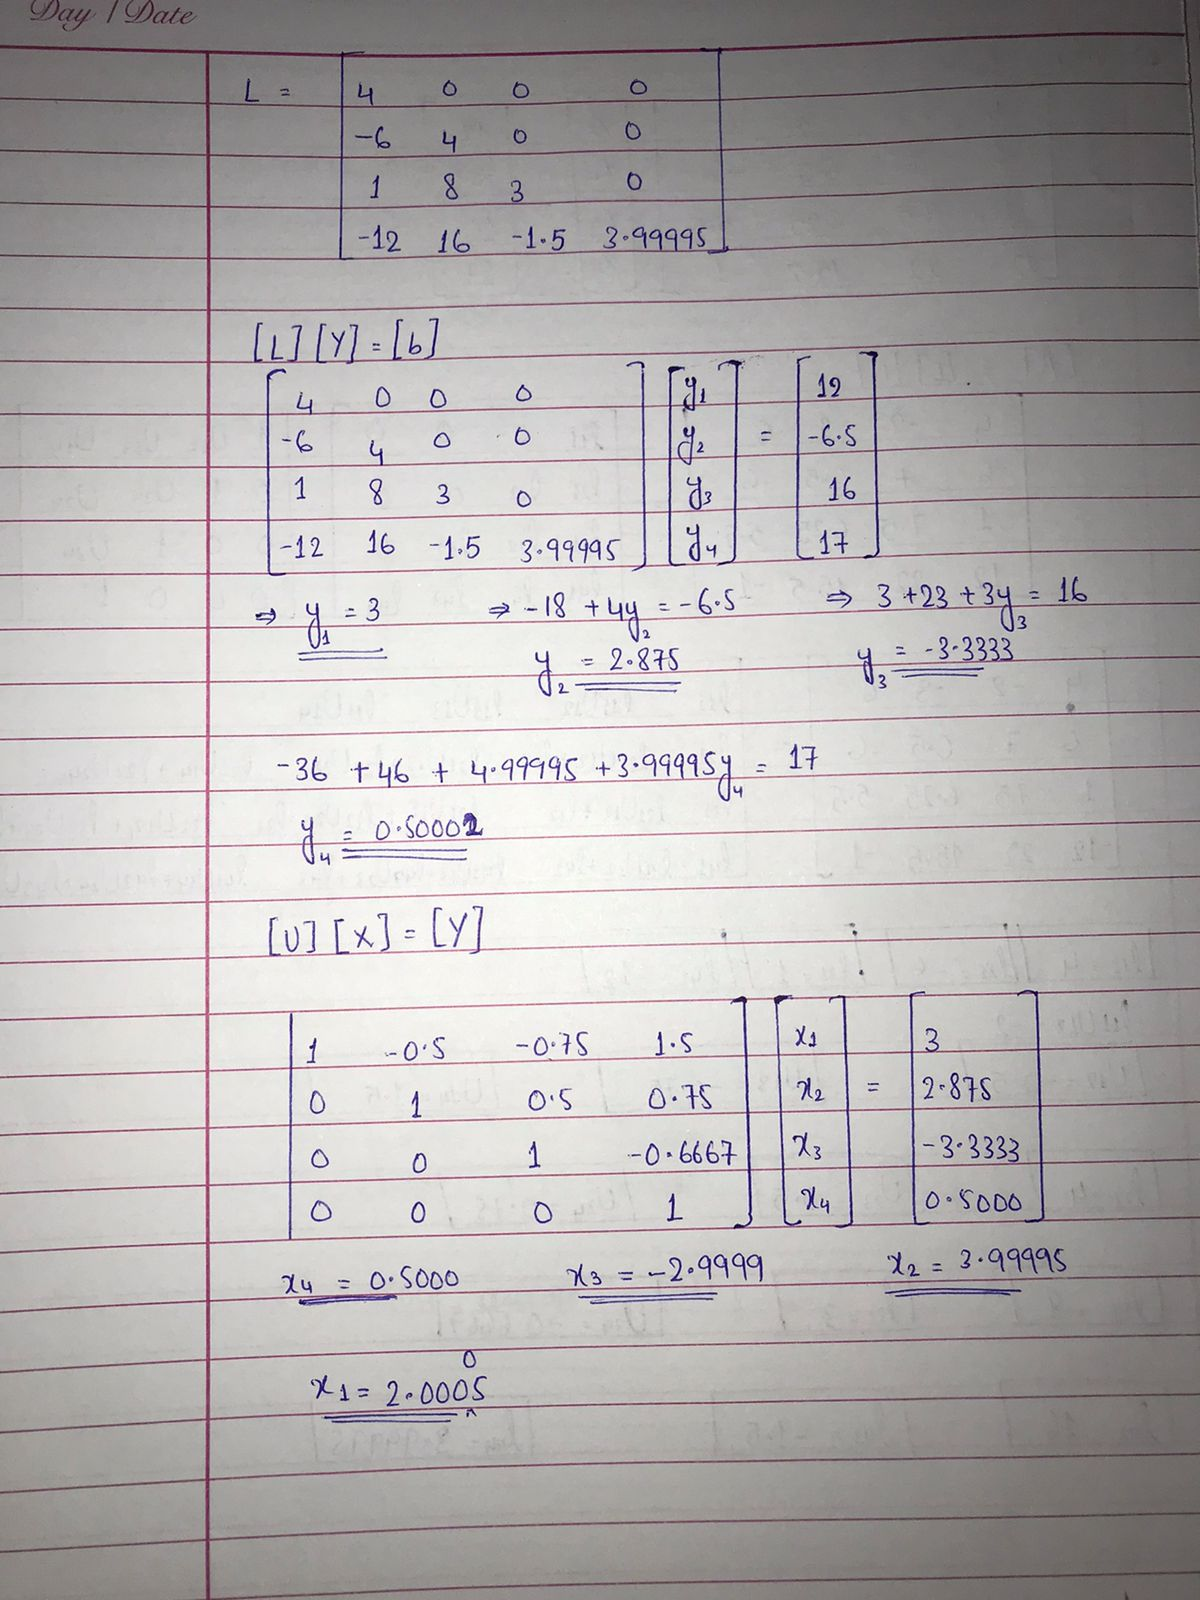 Day / Date
L = [4 0 0 0
-6 4 0 0
1 8 3 0
-12 16 -1.5 3.99995]
[L] [Y] = [b]
[4 0 0 0] [y1] [12]
[-6 4 0 0] [y2] = [-6.5]
[1 8 3 0] [y3] [16]
[-12 16 -1.5 3.99995] [y4] [17]
⇒ y1 = 3 ⇒ -18 + 4y2 = -6.5 ⇒ 3 + 23 + 3y3 = 16
y2 = 2.875 y3 = -3.3333
-36 + 46 + 4.99995 + 3.99995y4 = 17
y4 = 0.50002
[U] [X] = [Y]
[1 -0.5 -0.75 1.5] [x1] [3]
[0 1 0.5 0.75] [x2] = [2.875]
[0 0 1 -0.6667] [x3] [-3.3333]
[0 0 0 1] [x4] [0.5000]
x4 = 0.5000 x3 = -2.9999 x2 = 3.99995
x1 = 2.00005